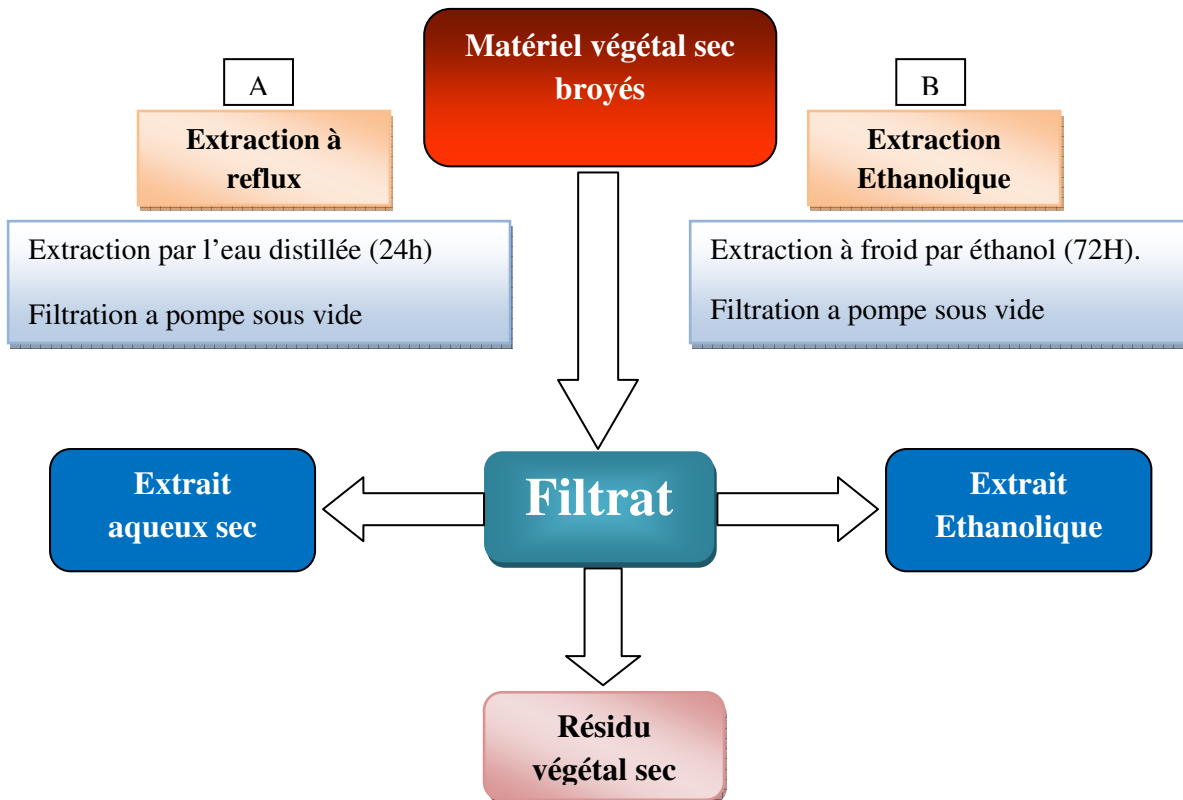 Matériel végétal sec
broyés
A
Extraction à
reflux
Extraction par l'eau distillée (24h)
Filtration a pompe sous vide
B
Extraction
Ethanolique
Extraction à froid par éthanol (72H).
Filtration a pompe sous vide
Extrait
aqueux sec
Filtrat
Extrait
Ethanolique
Résidu
végétal sec